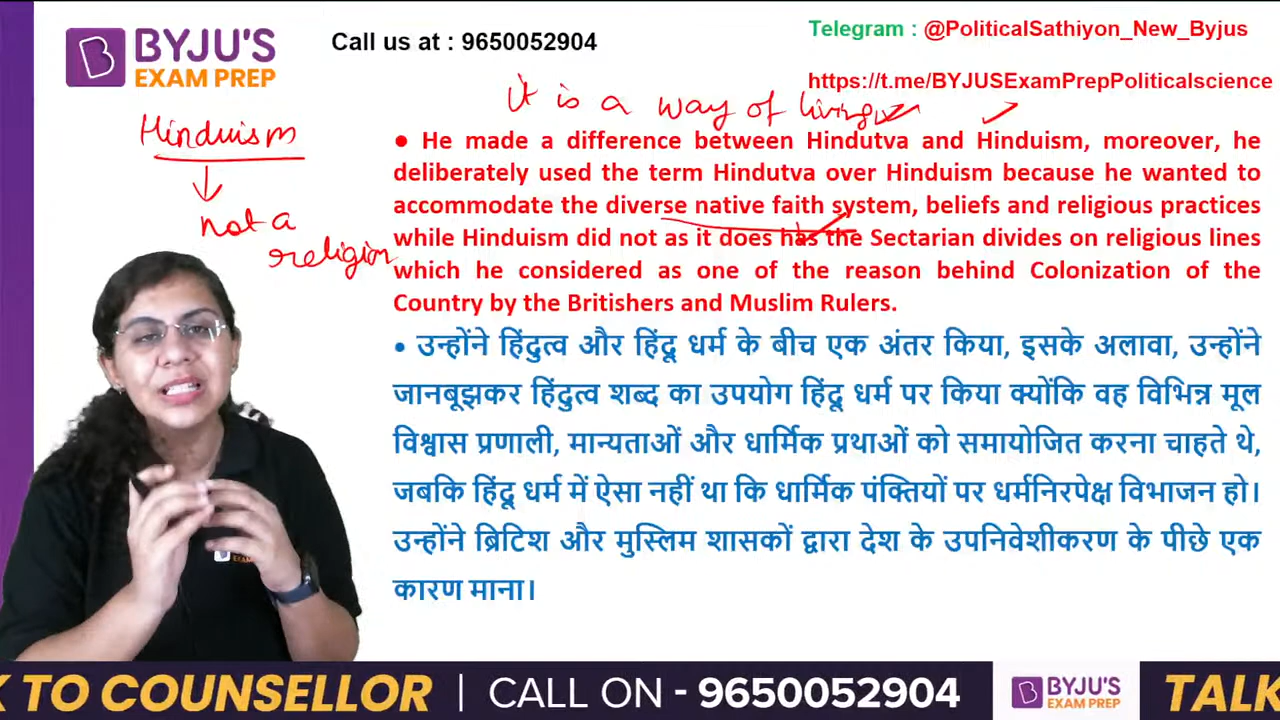 BYJU'S
EXAM PREP
Call us at : 9650052904
Telegram : @PoliticalSathiyon_New_Byjus
https://t.me/BYJUSExamPrepPoliticalscience
it is a way of living
Hinduism
not a
religion
● He made a difference between Hindutva and Hinduism, moreover, he
deliberately used the term Hindutva over Hinduism because he wanted to
accommodate the diverse native faith system, beliefs and religious practices
while Hinduism did not as it does has the Sectarian divides on religious lines
which he considered as one of the reason behind Colonization of the
Country by the Britishers and Muslim Rulers.
• उन्होंने हिंदुत्व और हिंदू धर्म के बीच एक अंतर किया, इसके अलावा, उन्होंने
जानबूझकर हिंदुत्व शब्द का उपयोग हिंदू धर्म पर किया क्योंकि वह विभिन्न मूल
विश्वास प्रणाली, मान्यताओं और धार्मिक प्रथाओं को समायोजित करना चाहते थे,
जबकि हिंदू धर्म में ऐसा नहीं था कि धार्मिक पंक्तियों पर धर्मनिरपेक्ष विभाजन हो।
उन्होंने ब्रिटिश और मुस्लिम शासकों द्वारा देश के उपनिवेशीकरण के पीछे एक
कारण माना।
K TO COUNSELLOR | CALL ON - 9650052904
BYJU'S
EXAM PREP
TALK